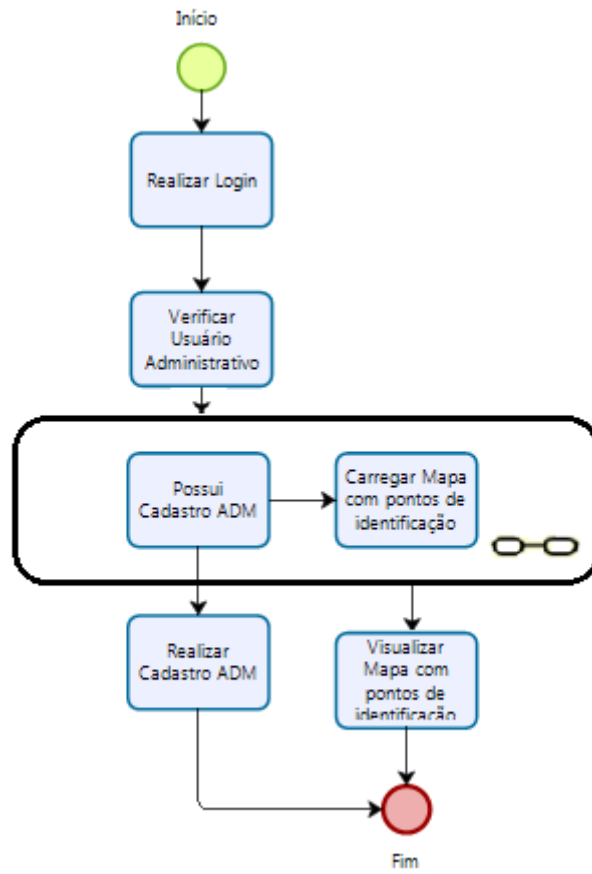 Início
Realizar Login
Verificar
Usuário
Administrativo
Possui
Cadastro ADM
Carregar Mapa
com pontos de
identificação
Realizar
Cadastro ADM
Visualizar
Mapa com
pontos de
identificação
Fim